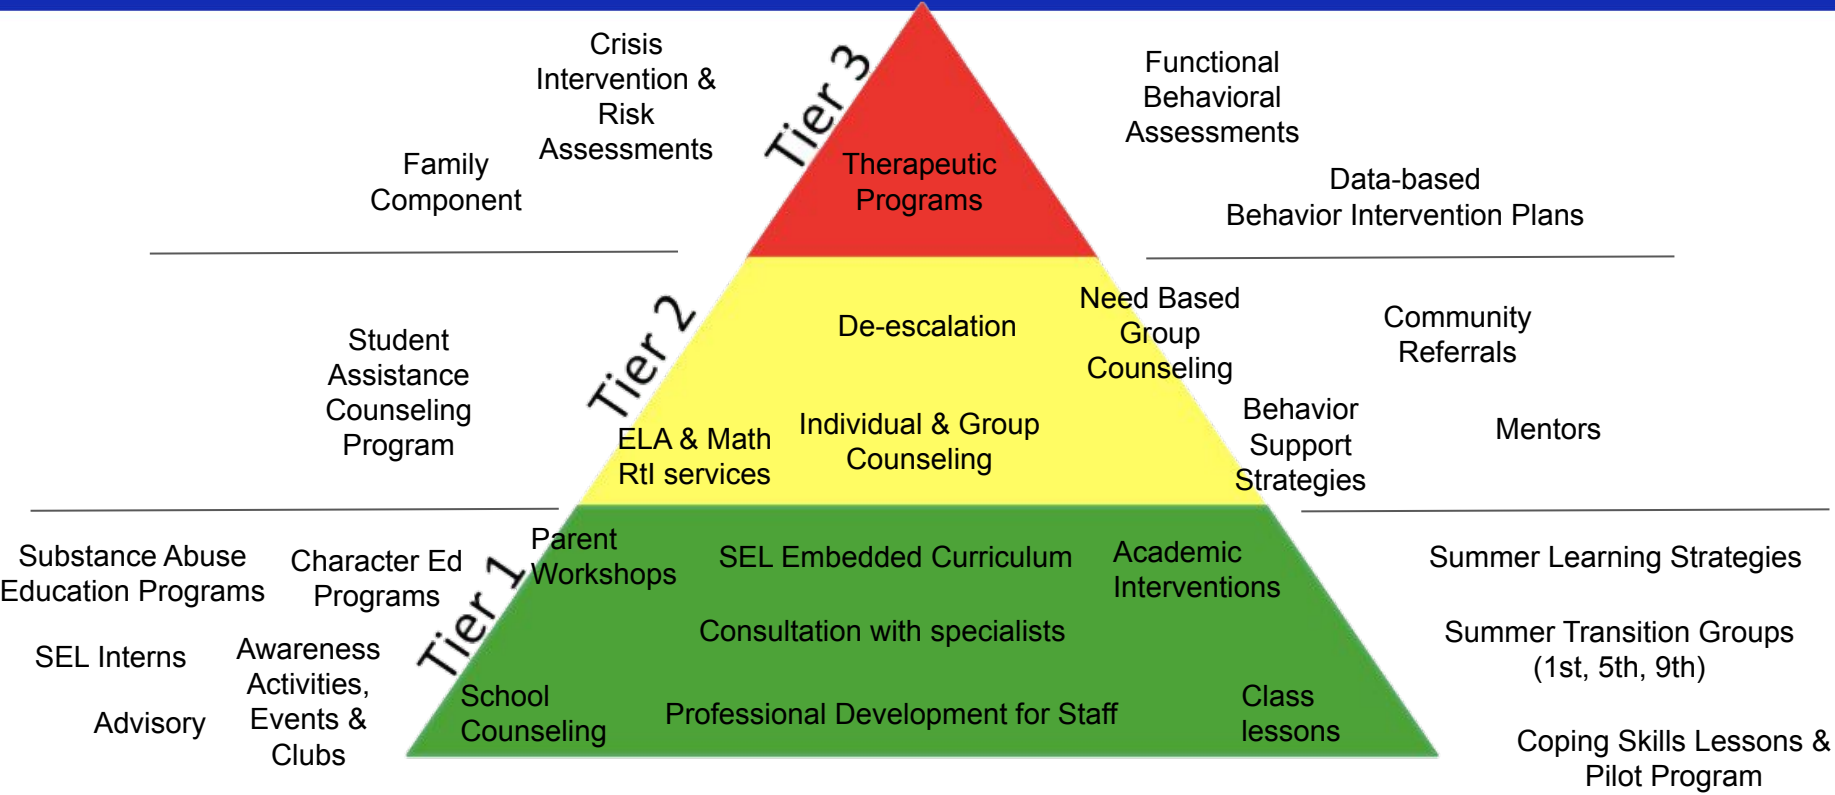 Crisis
Intervention &
Risk
Assessments
Family
Component
Tier 3
Therapeutic
Programs
Functional
Behavioral
Assessments
Data-based
Behavior Intervention Plans
Student
Assistance
Counseling
Program
Tier 2
De-escalation
ELA & Math
RtI services
Individual & Group
Counseling
Need Based
Group
Counseling
Behavior
Support
Strategies
Community
Referrals
Mentors
Substance Abuse
Education Programs
Character Ed
Programs
SEL Interns
Advisory
Awareness
Activities,
Events &
Clubs
Tier 1
Parent
Workshops
SEL Embedded Curriculum
Academic
Interventions
Consultation with specialists
School
Counseling
Professional Development for Staff
Class
lessons
Summer Learning Strategies
Summer Transition Groups
(1st, 5th, 9th)
Coping Skills Lessons &
Pilot Program